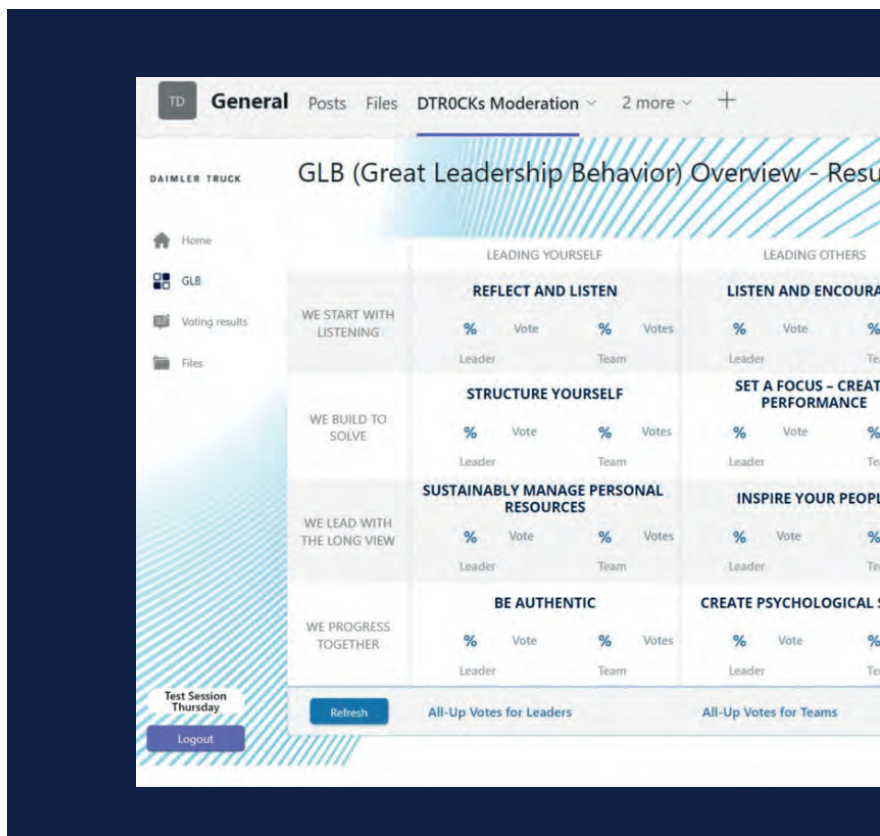 TD General Posts Files DTR0CKs Moderation 2 more
DAIMLER TRUCK
GLB (Great Leadership Behavior) Overview - Resu
Home
GLB
Voting results
Files
LEADING YOURSELF LEADING OTHERS
WE START WITH
LISTENING
REFLECT AND LISTEN
% Vote % Votes
Leader Team
LISTEN AND ENCOURA
% Vote %
Leader Te
WE BUILD TO
SOLVE
STRUCTURE YOURSELF
% Vote % Votes
Leader Team
SET A FOCUS – CREAT
PERFORMANCE
% Vote %
Leader Te
WE LEAD WITH
THE LONG VIEW
SUSTAINABLY MANAGE PERSONAL
RESOURCES
% Vote % Votes
Leader Team
INSPIRE YOUR PEOPL
% Vote %
Leader Te
WE PROGRESS
TOGETHER
BE AUTHENTIC
% Vote % Votes
Leader Team
CREATE PSYCHOLOGICAL S
% Vote %
Leader Te
Test Session
Thursday
Logout
Refresh All-Up Votes for Leaders All-Up Votes for Teams